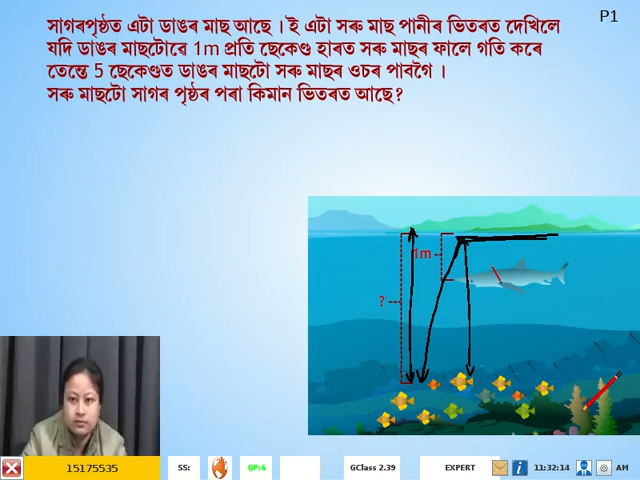 P1
সাগৰপৃষ্ঠত এটা ডাঙৰ মাছ আছে । ই এটা সৰু মাছ পানীৰ ভিতৰত দেখিলে
যদি ডাঙৰ মাছটোৱে 1m প্ৰতি ছেকেণ্ড হাৰত সৰু মাছৰ ফালে গতি কৰে
তেন্তে 5 ছেকেণ্ডত ডাঙৰ মাছটো সৰু মাছৰ ওচৰ পাবগৈ ।
সৰু মাছটো সাগৰ পৃষ্ঠৰ পৰা কিমান ভিতৰত আছে?
1m
?
15175535 SS: QP:6 GClass 2.39 EXPERT 11:32:14 AM